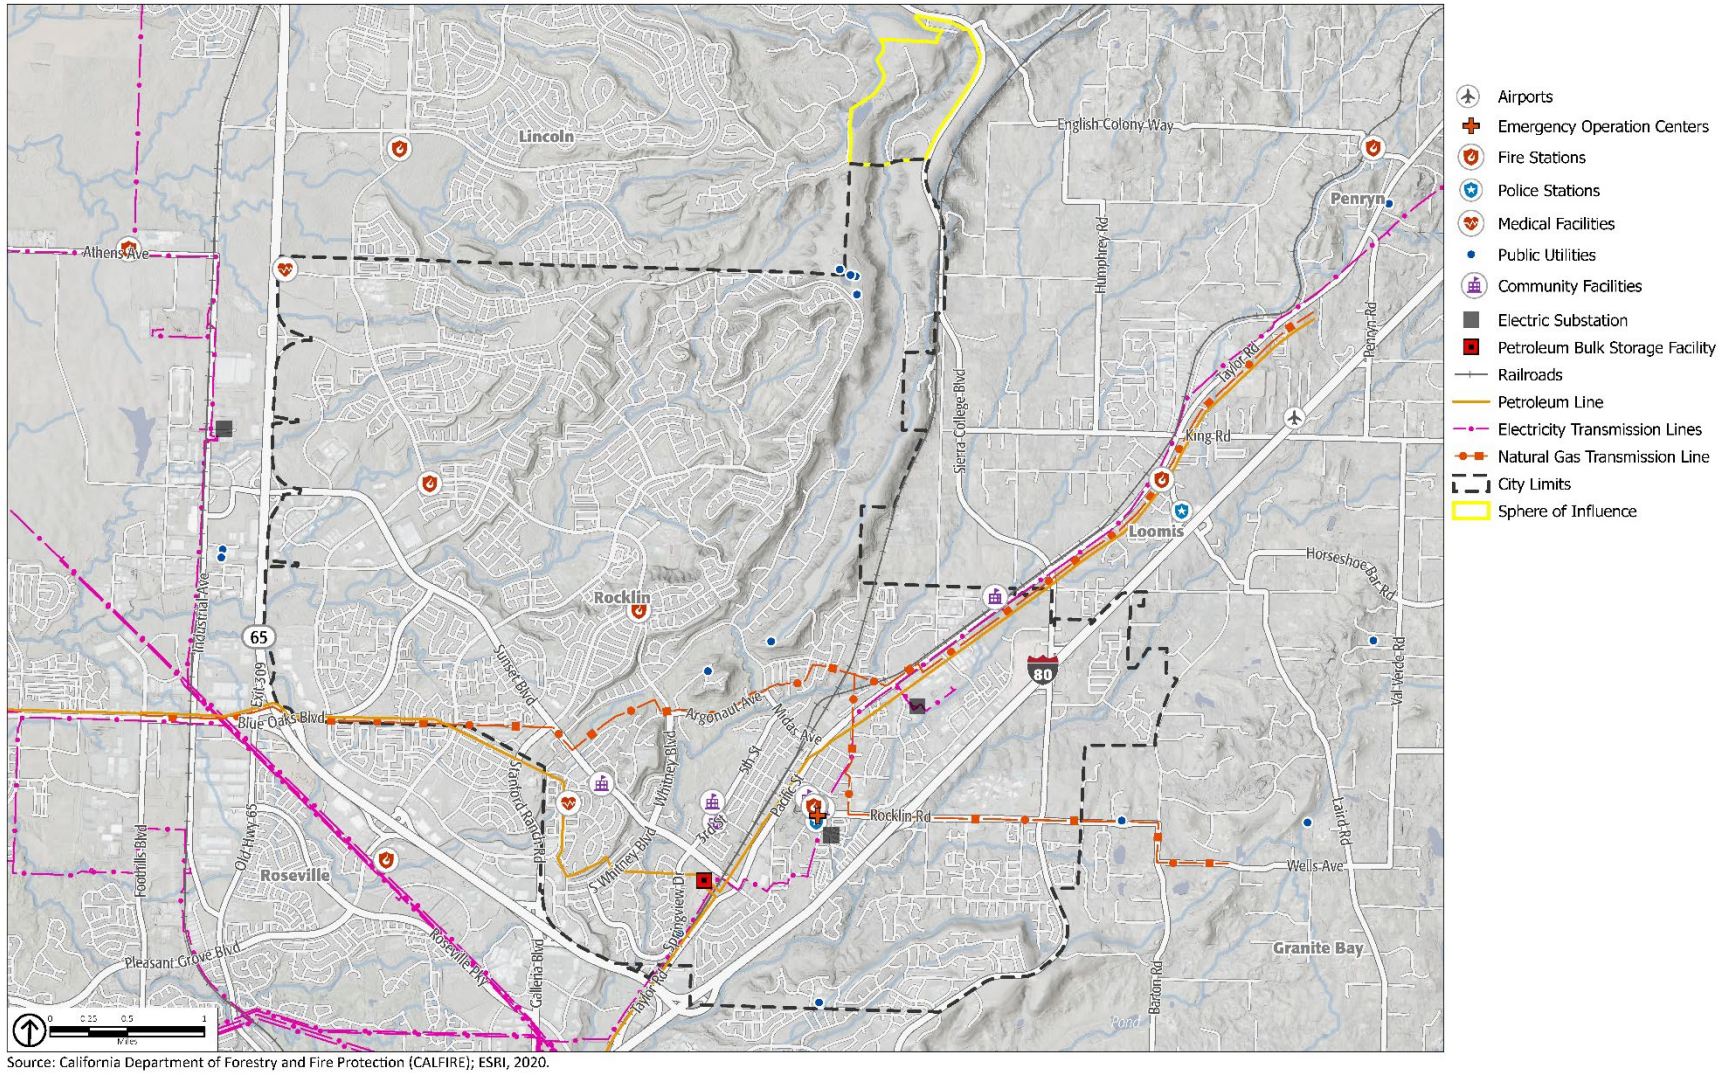 Lincoln
English Colony Way
Penryn
Athens Ave
Humphrey Rd
Penryn Rd
Taylor Rd
Sierra College Blvd
King Rd
Loomis
Horseshoe Bar Rd
Industrial Ave
Rocklin
65
Exit 309
Sunset Blvd
80
Val Verde Rd
Blue Oaks Blvd
Argonaut Ave
Midas Ave
Whitney Blvd
5th St
Stanford Ranch Rd
Pacific St
Rocklin Rd
3rd St
Old Hwy 65
Foothills Blvd
Laird Rd
S Whitney Blvd
Wells Ave
Roseville
Springview Dr
Granite Bay
Pleasant Grove Blvd
Roseville Pky
Galleria Blvd
Taylor Rd
Barton Rd
Pond
0 0.25 0.5 1
Miles
Airports
Emergency Operation Centers
Fire Stations
Police Stations
Medical Facilities
Public Utilities
Community Facilities
Electric Substation
Petroleum Bulk Storage Facility
Railroads
Petroleum Line
Electricity Transmission Lines
Natural Gas Transmission Line
City Limits
Sphere of Influence
Source: California Department of Forestry and Fire Protection (CALFIRE); ESRI, 2020.